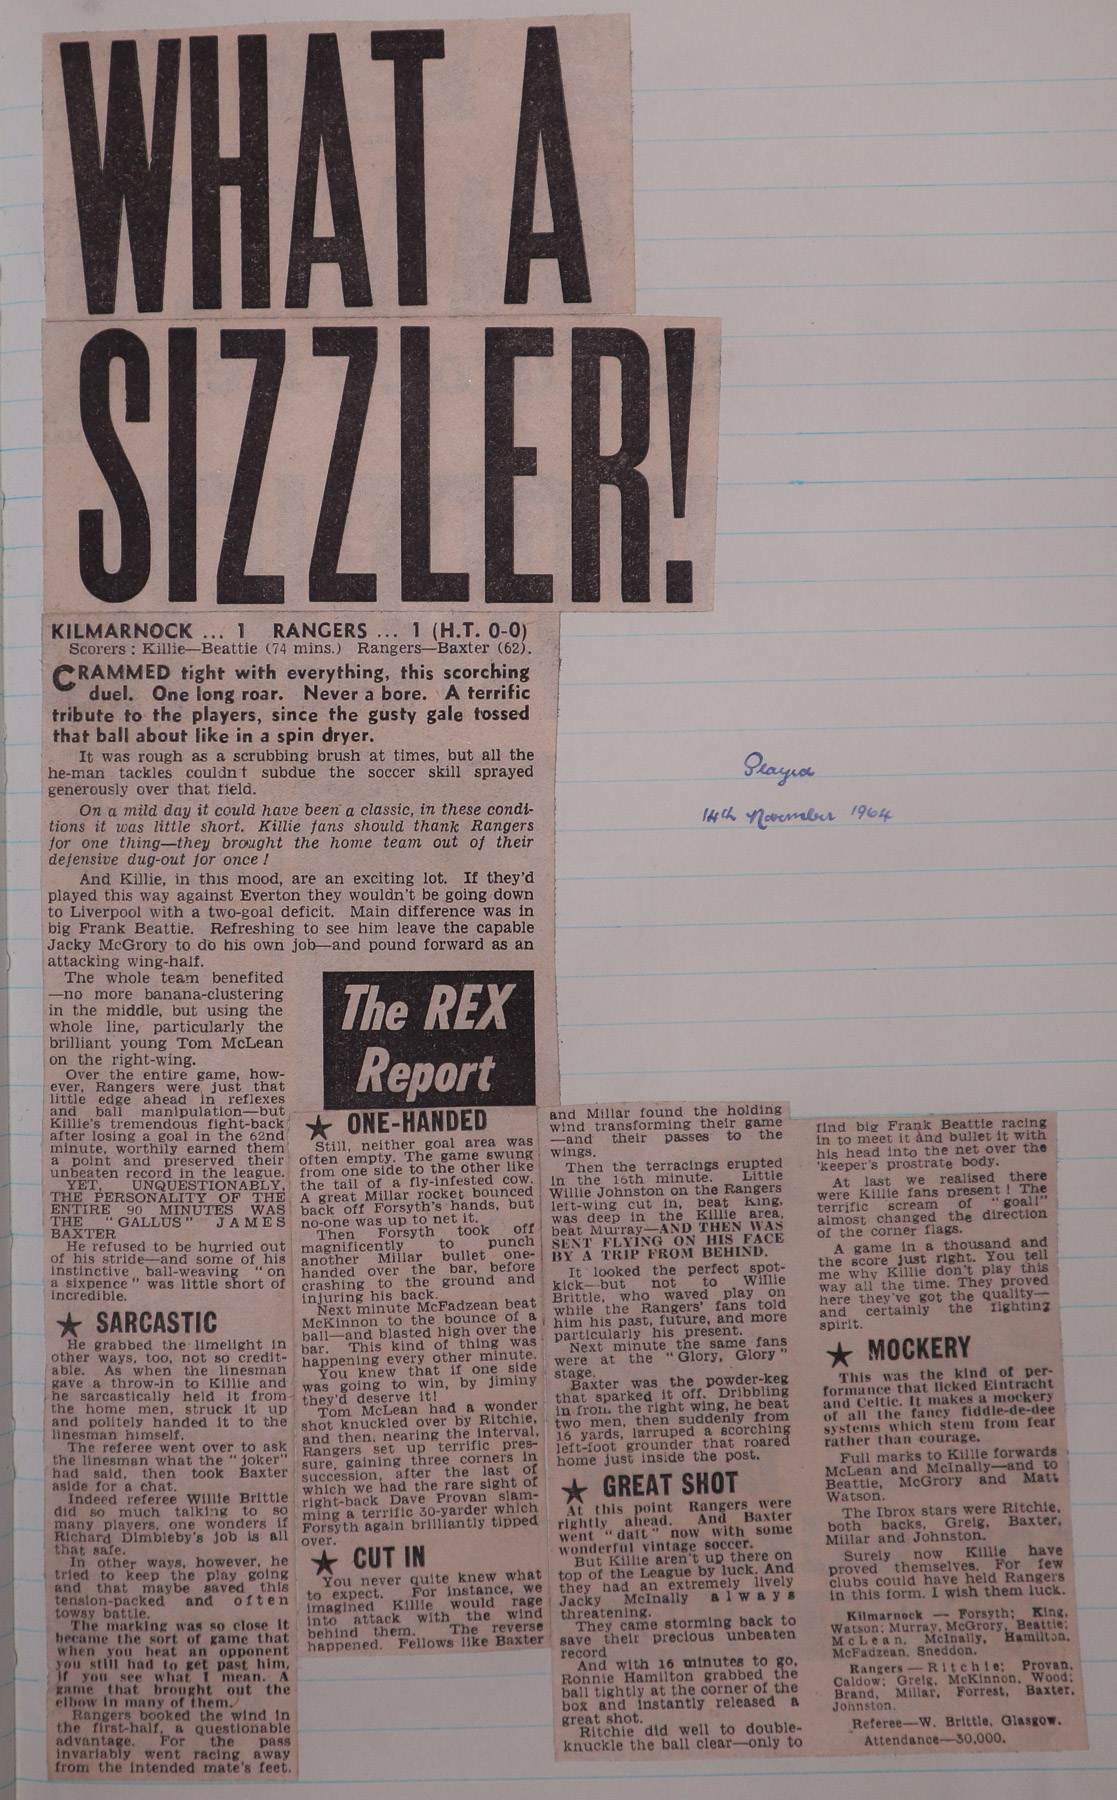 WHAT A
SIZZLER!
KILMARNOCK ... 1 RANGERS ... 1 (H.T. 0-0)
Scorers : Killie—Beattie (74 mins.) Rangers—Baxter (62).
CRAMMED tight with everything, this scorching
duel. One long roar. Never a bore. A terrific
tribute to the players, since the gusty gale tossed
that ball about like in a spin dryer.
It was rough as a scrubbing brush at times, but all the
he-man tackles couldn't subdue the soccer skill sprayed
generously over that field.
On a mild day it could have been a classic, in these condi-
tions it was little short. Killie fans should thank Rangers
for one thing—they brought the home team out of their
defensive dug-out for once !
And Killie, in this mood, are an exciting lot. If they'd
played this way against Everton they wouldn't be going down
to Liverpool with a two-goal deficit. Main difference was in
big Frank Beattie. Refreshing to see him leave the capable
Jacky McGrory to do his own job—and pound forward as an
attacking wing-half.
The whole team benefited
—no more banana-clustering
in the middle, but using the
whole line, particularly the
brilliant young Tom McLean
on the right-wing.
Over the entire game, how-
ever, Rangers were just that
little edge ahead in reflexes
and ball manipulation—but
Killie's tremendous fight-back
after losing a goal in the 62nd
minute, worthily earned them
a point and preserved their
unbeaten record in the league.
YET, UNQUESTIONABLY,
THE PERSONALITY OF THE
ENTIRE 90 MINUTES WAS
THE "GALLUS" JAMES
BAXTER
He refused to be hurried out
of his stride—and some of his
instinctive ball-weaving "on
a sixpence" was little short of
incredible.
★ SARCASTIC
He grabbed the limelight in
other ways, too, not so credit-
able. As when the linesman
gave a throw-in to Killie and
he sarcastically held it from
the home men, struck it up
and politely handed it to the
linesman himself.
The referee went over to ask
the linesman what the "joker"
had said, then took Baxter
aside for a chat.
Indeed referee Willie Brittle
did so much talking to so
many players, one wonders if
Richard Dimbleby's job is all
that safe.
In other ways, however, he
tried to keep the play going
and that maybe saved this
tension-packed and often
towsy battle.
The marking was so close it
became the sort of game that
when you beat an opponent
you still had to get past him,
if you see what I mean. A
game that brought out the
elbow in many of them.
Rangers booked the wind in
the first-half, a questionable
advantage. For the pass
invariably went racing away
from the intended mate's feet.
The REX
Report
★ ONE-HANDED
Still, neither goal area was
often empty. The game swung
from one side to the other like
the tail of a fly-infested cow.
A great Millar rocket bounced
back off Forsyth's hands, but
no-one was up to net it.
Then Forsyth took off
magnificently to punch
another Millar bullet one-
handed over the bar, before
crashing to the ground and
injuring his back.
Next minute McFadzean beat
McKinnon to the bounce of a
ball—and blasted high over the
bar. This kind of thing was
happening every other minute.
You knew that if one side
was going to win, by jiminy
they'd deserve it!
Tom McLean had a wonder
shot knuckled over by Ritchie,
and then, nearing the interval,
Rangers set up terrific pres-
sure, gaining three corners in
succession, after the last of
which we had the rare sight of
right-back Dave Provan slam-
ming a terrific 30-yarder which
Forsyth again brilliantly tipped
over.
★ CUT IN
You never quite knew what
to expect. For instance, we
imagined Killie would rage
into attack with the wind
behind them. The reverse
happened. Fellows like Baxter
and Millar found the holding
wind transforming their game
—and their passes to the
wings.
Then the terracings erupted
in the 15th minute. Little
Willie Johnston on the Rangers
left-wing cut in, beat King,
was deep in the Killie area,
beat Murray—AND THEN WAS
SENT FLYING ON HIS FACE
BY A TRIP FROM BEHIND.
It looked the perfect spot-
kick—but not to Willie
Brittle, who waved play on
while the Rangers' fans told
him his past, future, and more
particularly his present.
Next minute the same fans
were at the "Glory, Glory"
stage.
Baxter was the powder-keg
that sparked it off. Dribbling
in from the right wing, he beat
two men, then suddenly from
16 yards, larruped a scorching
left-foot grounder that roared
home just inside the post.
★ GREAT SHOT
At this point Rangers were
rightly ahead. And Baxter
went "daft" now with some
wonderful vintage soccer.
But Killie aren't up there on
top of the League by luck. And
they had an extremely lively
Jacky McInally always
threatening.
They came storming back to
save their precious unbeaten
record
And with 16 minutes to go,
Ronnie Hamilton grabbed the
ball tightly at the corner of the
box and instantly released a
great shot.
Ritchie did well to double-
knuckle the ball clear—only to
find big Frank Beattie racing
in to meet it and bullet it with
his head into the net over the
'keeper's prostrate body.
At last we realised there
were Killie fans present ! The
terrific scream of "goal!"
almost changed the direction
of the corner flags.
A game in a thousand and
the score just right. You tell
me why Killie don't play this
way all the time. They proved
here they've got the quality—
and certainly the fighting
spirit.
★ MOCKERY
This was the kind of per-
formance that licked Eintracht
and Celtic. It makes a mockery
of all the fancy fiddle-de-dee
systems which stem from fear
rather than courage.
Full marks to Killie forwards
McLean and McInally—and to
Beattie, McGrory and Matt
Watson.
The Ibrox stars were Ritchie,
both backs, Greig, Baxter,
Millar and Johnston.
Surely now Killie have
proved themselves. For few
clubs could have held Rangers
in this form. I wish them luck.
Kilmarnock — Forsyth; King,
Watson; Murray, McGrory, Beattie;
McLean, McInally, Hamilton,
McFadzean, Sneddon.
Rangers — Ritchie; Provan,
Caldow; Greig, McKinnon, Wood;
Brand, Millar, Forrest, Baxter,
Johnston.
Referee—W. Brittle, Glasgow.
Attendance—30,000.
Played
14th November 1964